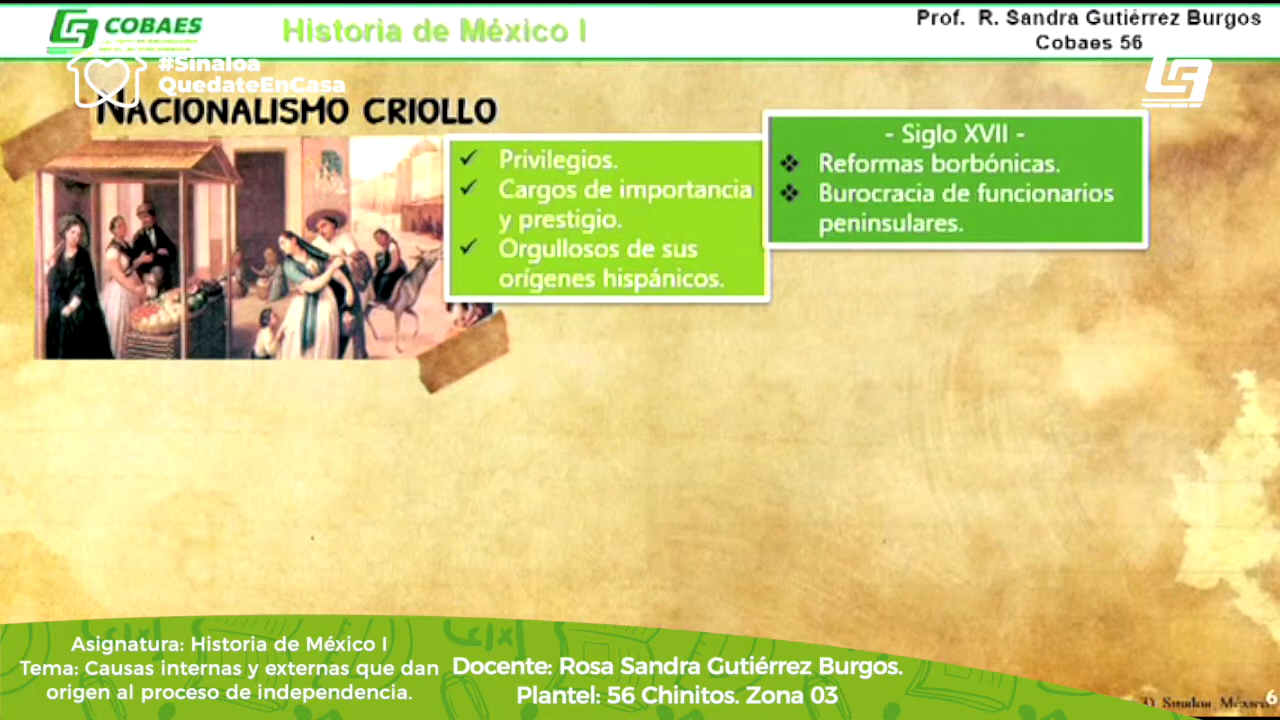 COBAES
Historia de México I
Prof. R. Sandra Gutiérrez Burgos
Cobaes 56
#Sinaloa
QuedateEnCasa
NACIONALISMO CRIOLLO
Privilegios.
Cargos de importancia
y prestigio.
Orgullosos de sus
orígenes hispánicos.
- Siglo XVII -
Reformas borbónicas.
Burocracia de funcionarios
peninsulares.
Asignatura: Historia de México I
Tema: Causas internas y externas que dan
origen al proceso de independencia.
Docente: Rosa Sandra Gutiérrez Burgos.
Plantel: 56 Chinitos. Zona 03
México
6